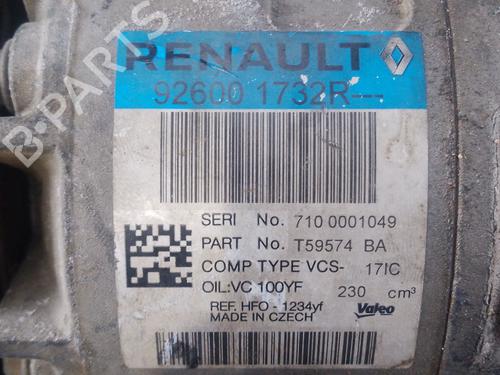 RENAULT
92600 1732R
SERI No. 710 0001049
PART No. T59574 BA
COMP TYPE VCS- 17IC
OIL:VC 100YF 230 cm³
REF. HFO - 1234yf
MADE IN CZECH
Valeo
B-PARTS